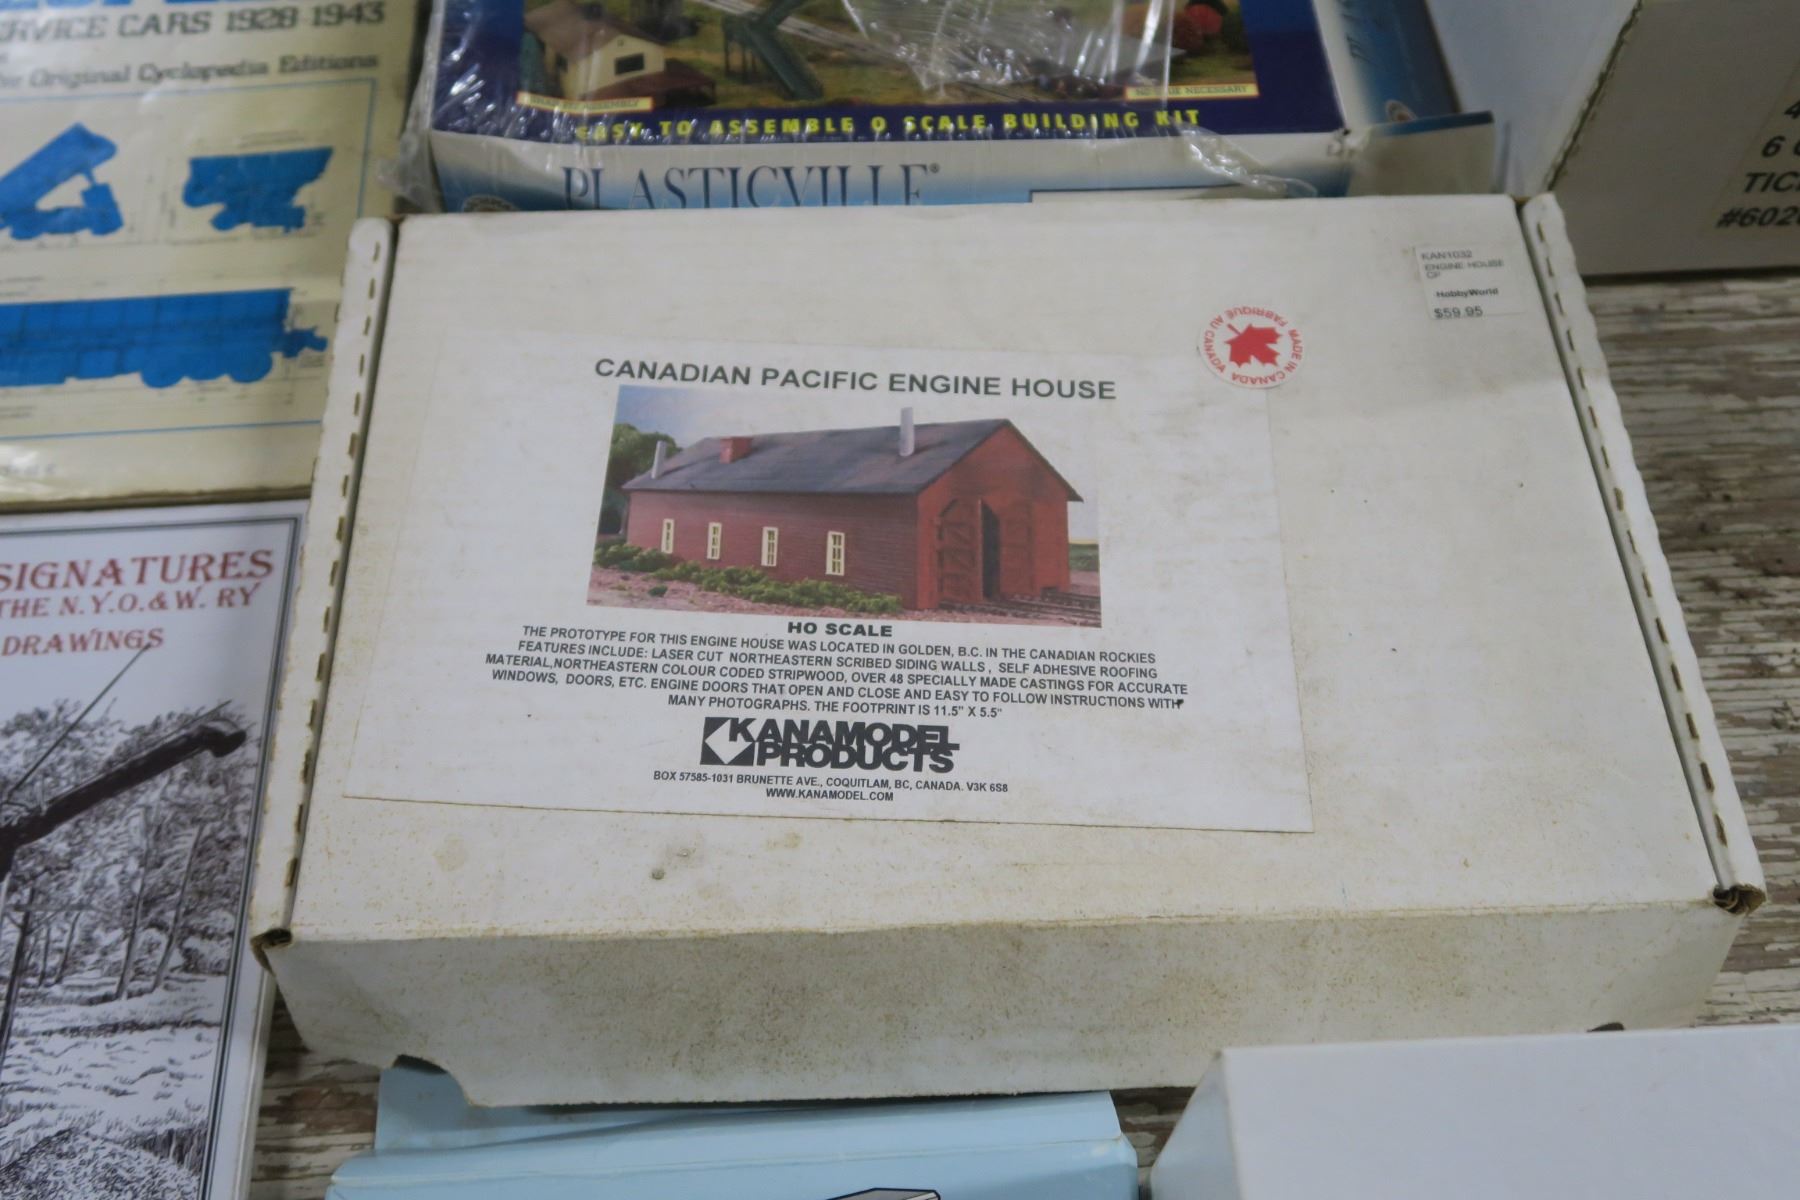 RVICE CARS 1928 1943
Original Cyclopedia Editions
ASSEMBLY
NECESSARY
EASY TO ASSEMBLE O SCALE BUILDING KIT
PLASTICVILLE®
6
#602
KAN1032
ENGINE HOUSE
CP
HobbyWorld
$59.95
FABRIQUÉ AU CANADA
MADE IN CANADA
CANADIAN PACIFIC ENGINE HOUSE
HO SCALE
THE PROTOTYPE FOR THIS ENGINE HOUSE WAS LOCATED IN GOLDEN, B.C. IN THE CANADIAN ROCKIES
FEATURES INCLUDE: LASER CUT NORTHEASTERN SCRIBED SIDING WALLS, SELF ADHESIVE ROOFING
MATERIAL,NORTHEASTERN COLOUR CODED STRIPWOOD, OVER 48 SPECIALLY MADE CASTINGS FOR ACCURATE
WINDOWS, DOORS, ETC. ENGINE DOORS THAT OPEN AND CLOSE AND EASY TO FOLLOW INSTRUCTIONS WITH
MANY PHOTOGRAPHS. THE FOOTPRINT IS 11.5" X 5.5"
KANAMODEL
PRODUCTS
BOX 57585-1031 BRUNETTE AVE., COQUITLAM, BC, CANADA. V3K 6S8
WWW.KANAMODEL.COM
SIGNATURES
THE N.Y.O.&W. RY
DRAWINGS